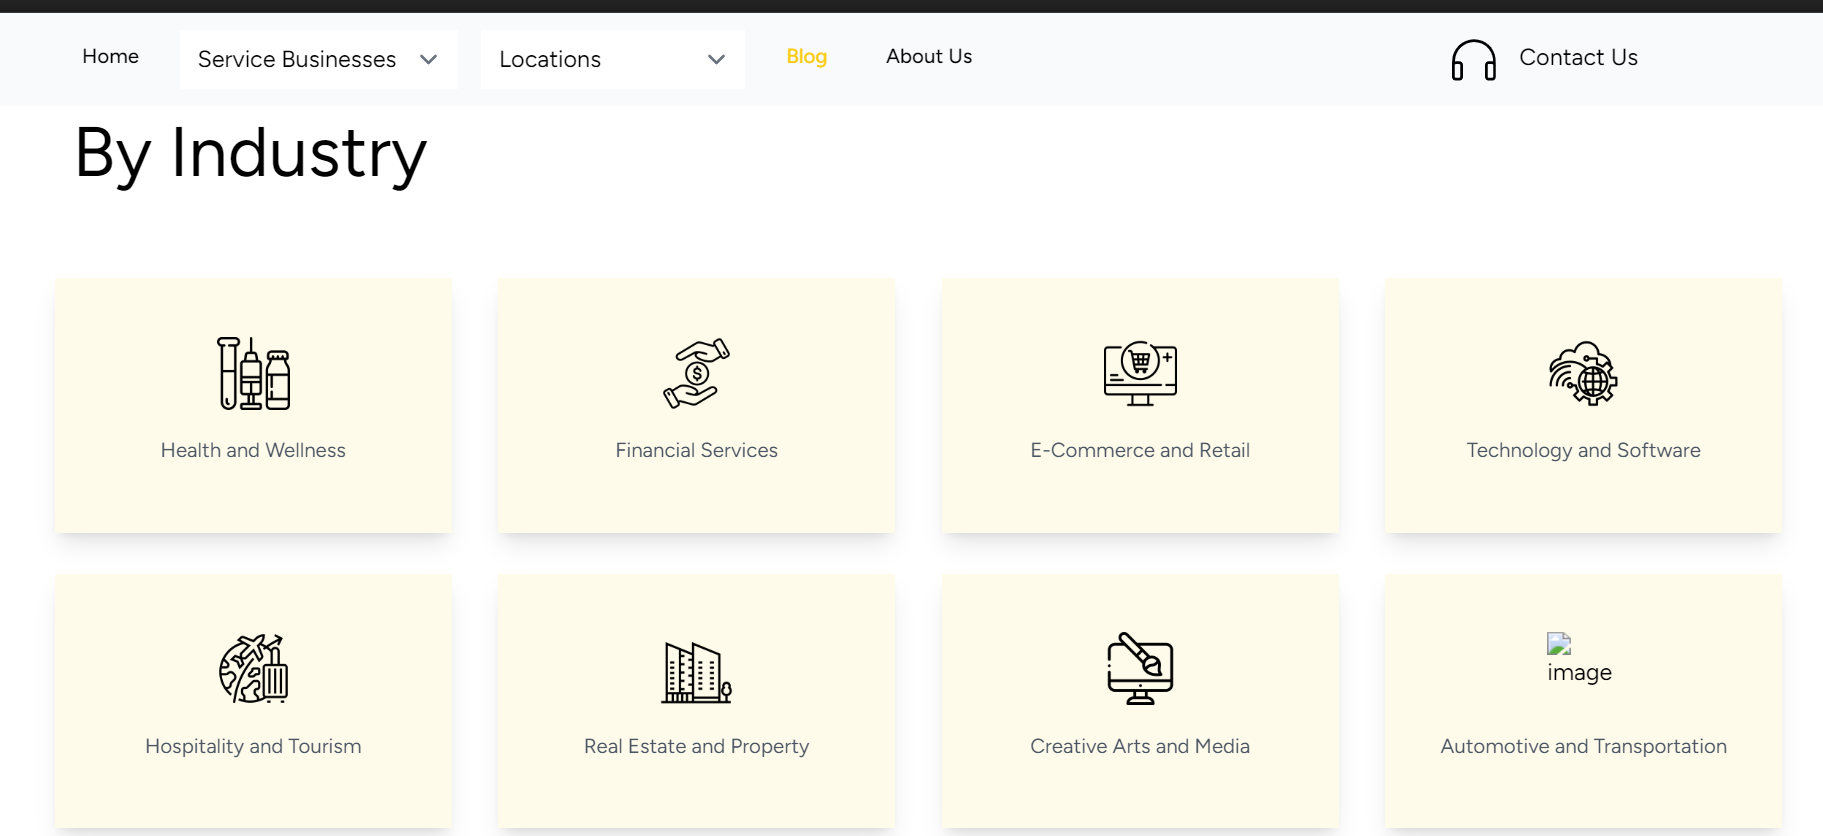 Home
Service Businesses
Locations
Blog
About Us
Contact Us
By Industry
Health and Wellness
$
Financial Services
E-Commerce and Retail
Technology and Software
image
Hospitality and Tourism
Real Estate and Property
Creative Arts and Media
Automotive and Transportation